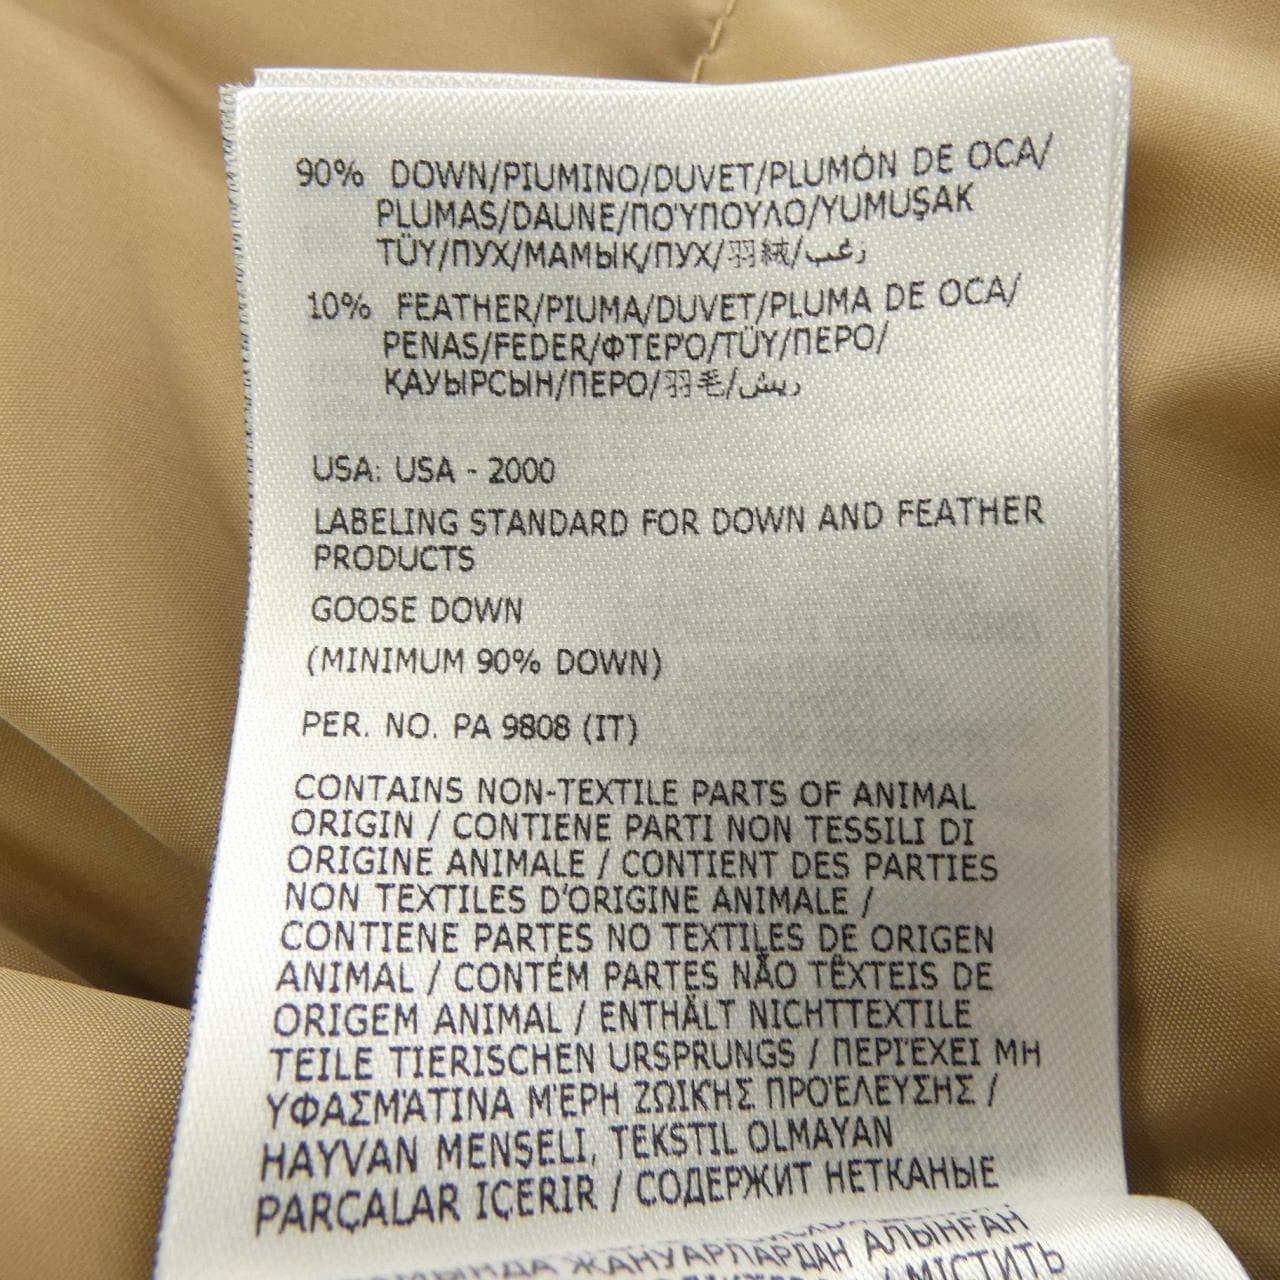 90% DOWN/PIUMINO/DUVET/PLUMÓN DE OCA/
PLUMAS/DAUNE/ΠΟΎΠΟΥΛΟ/YUMUŞAK
TÜY/ПУХ/МАМЫҚ/ПУХ/羽絨/زغب
10% FEATHER/PIUMA/DUVET/PLUMA DE OCA/
PENAS/FEDER/ΦΤΕΡΌ/TÜY/ПЕРО/
ҚАУЫРСЫН/ПЕРО/羽毛/ريش
USA: USA - 2000
LABELING STANDARD FOR DOWN AND FEATHER
PRODUCTS
GOOSE DOWN
(MINIMUM 90% DOWN)
PER. NO. PA 9808 (IT)
CONTAINS NON-TEXTILE PARTS OF ANIMAL
ORIGIN / CONTIENE PARTI NON TESSILI DI
ORIGINE ANIMALE / CONTIENT DES PARTIES
NON TEXTILES D'ORIGINE ANIMALE /
CONTIENE PARTES NO TEXTILES DE ORIGEN
ANIMAL / CONTÉM PARTES NÃO TÊXTEIS DE
ORIGEM ANIMAL / ENTHÄLT NICHTTEXTILE
TEILE TIERISCHEN URSPRUNGS / ΠΕΡΙΈΧΕΙ ΜΗ
ΥΦΑΣΜΆΤΙΝΑ ΜΈΡΗ ΖΩΙΚΗΣ ΠΡΟΈΛΕΥΣΗΣ /
HAYVAN MENŞELI, TEKSTIL OLMAYAN
PARÇALAR IÇERIR / СОДЕРЖИТ НЕТКАНЫЕ
ЖАНУАРЛАРДАН АЛЫНҒАН
/ МІСТИТЬ